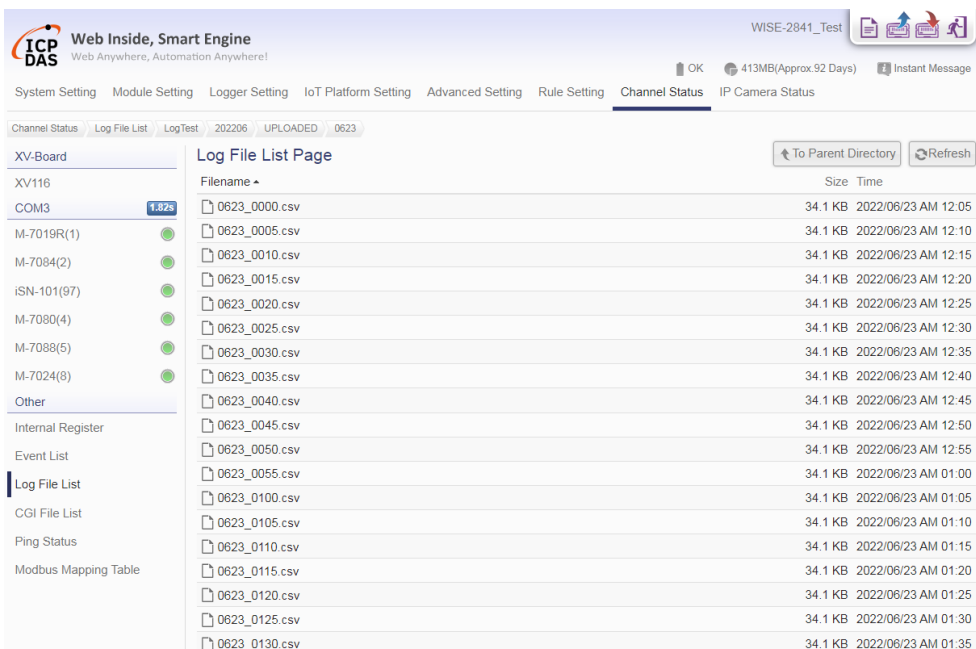 ICP DAS
Web Inside, Smart Engine
Web Anywhere, Automation Anywhere!
WISE-2841_Test
OK 413MB(Approx.92 Days) Instant Message
System Setting Module Setting Logger Setting IoT Platform Setting Advanced Setting Rule Setting Channel Status IP Camera Status
Channel Status Log File List LogTest 202206 UPLOADED 0623
XV-Board
XV116
COM3 1.82s
M-7019R(1)
M-7084(2)
iSN-101(97)
M-7080(4)
M-7088(5)
M-7024(8)
Other
Internal Register
Event List
Log File List
CGI File List
Ping Status
Modbus Mapping Table
Log File List Page To Parent Directory Refresh
Filename Size Time
0623_0000.csv 34.1 KB 2022/06/23 AM 12:05
0623_0005.csv 34.1 KB 2022/06/23 AM 12:10
0623_0010.csv 34.1 KB 2022/06/23 AM 12:15
0623_0015.csv 34.1 KB 2022/06/23 AM 12:20
0623_0020.csv 34.1 KB 2022/06/23 AM 12:25
0623_0025.csv 34.1 KB 2022/06/23 AM 12:30
0623_0030.csv 34.1 KB 2022/06/23 AM 12:35
0623_0035.csv 34.1 KB 2022/06/23 AM 12:40
0623_0040.csv 34.1 KB 2022/06/23 AM 12:45
0623_0045.csv 34.1 KB 2022/06/23 AM 12:50
0623_0050.csv 34.1 KB 2022/06/23 AM 12:55
0623_0055.csv 34.1 KB 2022/06/23 AM 01:00
0623_0100.csv 34.1 KB 2022/06/23 AM 01:05
0623_0105.csv 34.1 KB 2022/06/23 AM 01:10
0623_0110.csv 34.1 KB 2022/06/23 AM 01:15
0623_0115.csv 34.1 KB 2022/06/23 AM 01:20
0623_0120.csv 34.1 KB 2022/06/23 AM 01:25
0623_0125.csv 34.1 KB 2022/06/23 AM 01:30
0623_0130.csv 34.1 KB 2022/06/23 AM 01:35